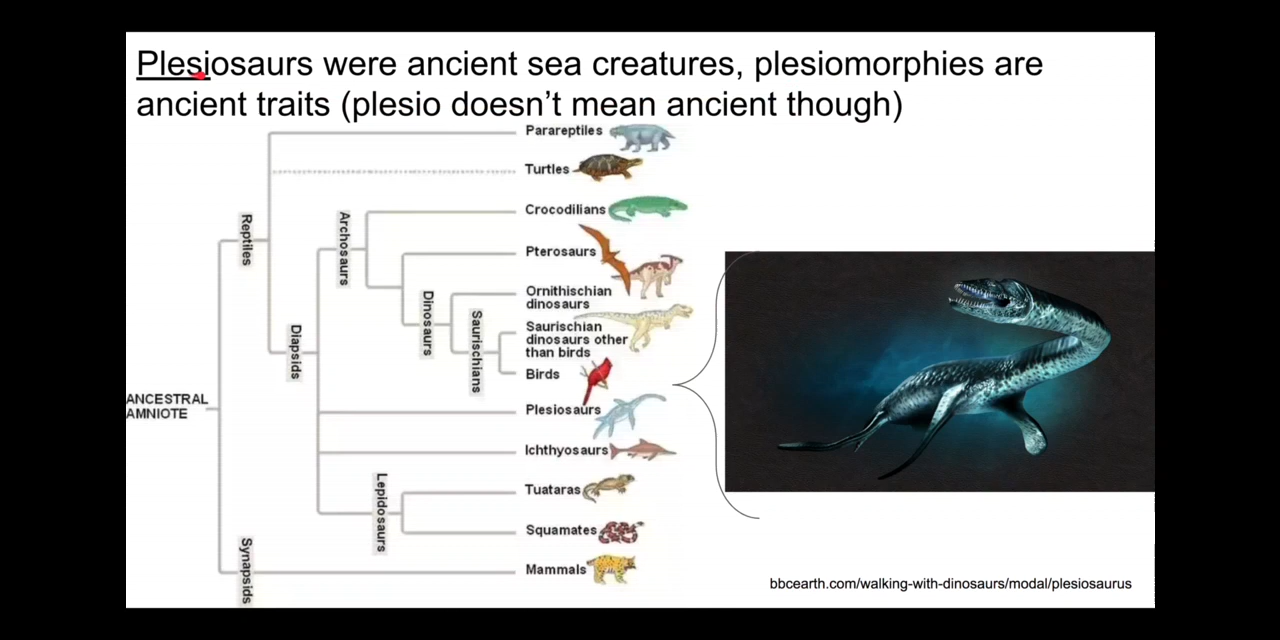 Plesiosaurs were ancient sea creatures, plesiomorphies are
ancient traits (plesio doesn't mean ancient though)
Parareptiles
Turtles
Crocodilians
Pterosaurs
Ornithischian
dinosaurs
Saurischian
dinosaurs other
than birds
Birds
Plesiosaurs
Ichthyosaurs
Tuataras
Squamates
Mammals
Reptiles
Archosaurs
Dinosaurs
Saurischians
Diapsids
ANCESTRAL
AMNIOTE
Lepidosaurs
Synapsids
bbcearth.com/walking-with-dinosaurs/modal/plesiosaurus